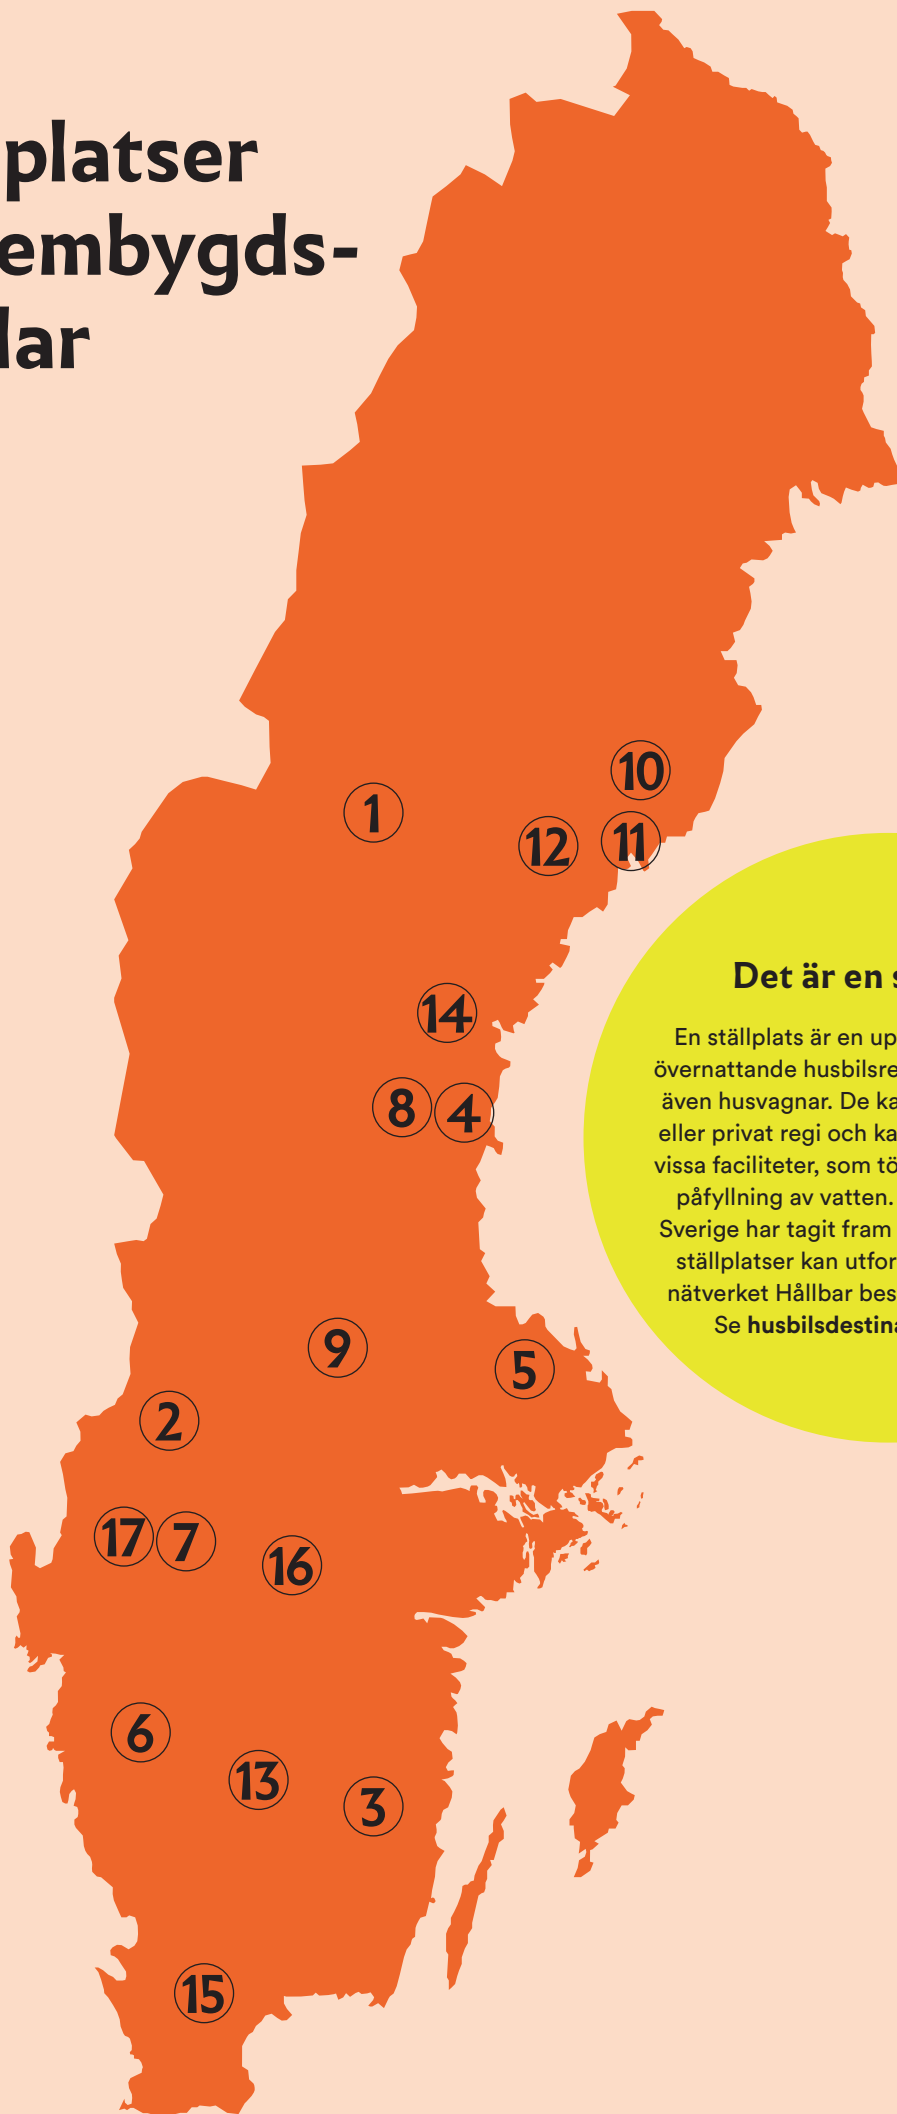 platser
embygds-
lar
10
1
12
11
Det är en s
En ställplats är en up
övernattande husbilsre
även husvagnar. De ka
eller privat regi och ka
vissa faciliteter, som tö
påfyllning av vatten.
Sverige har tagit fram
ställplatser kan utfor
nätverket Hållbar bes
Se husbilsdestina
14
8
4
9
5
2
17
7
16
6
13
3
15